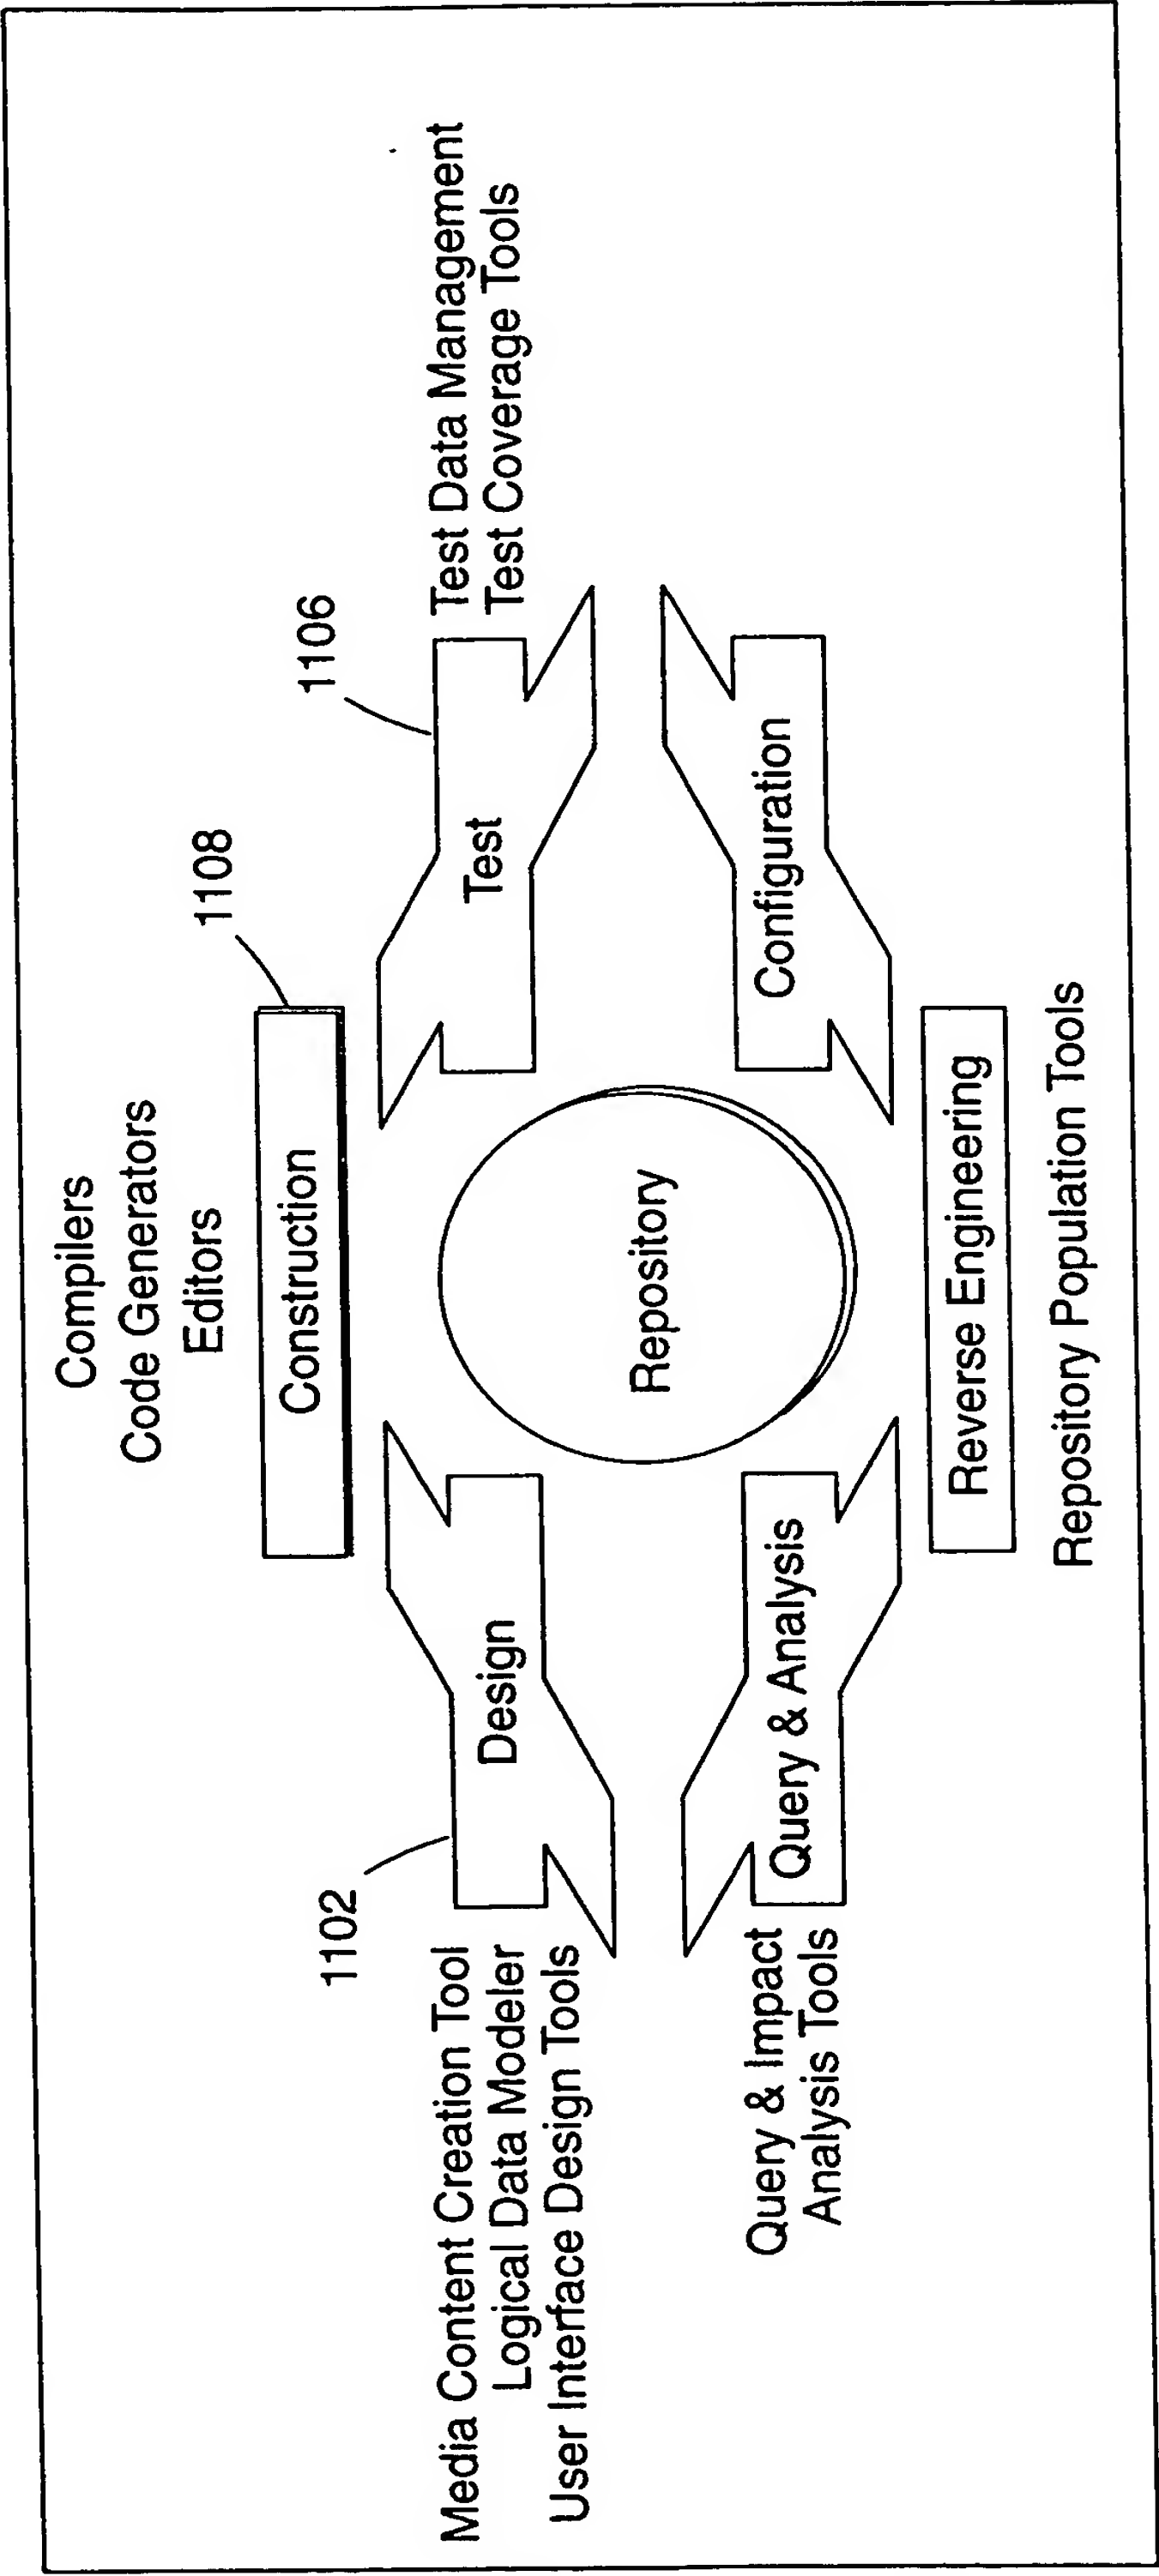 Compilers
Code Generators
Editors
Construction
1108
1102
1106
Media Content Creation Tool
Logical Data Modeler
User Interface Design Tools
Design
Test
Test Data Management
Test Coverage Tools
Repository
Query & Impact
Analysis Tools
Query & Analysis
Configuration
Reverse Engineering
Repository Population Tools